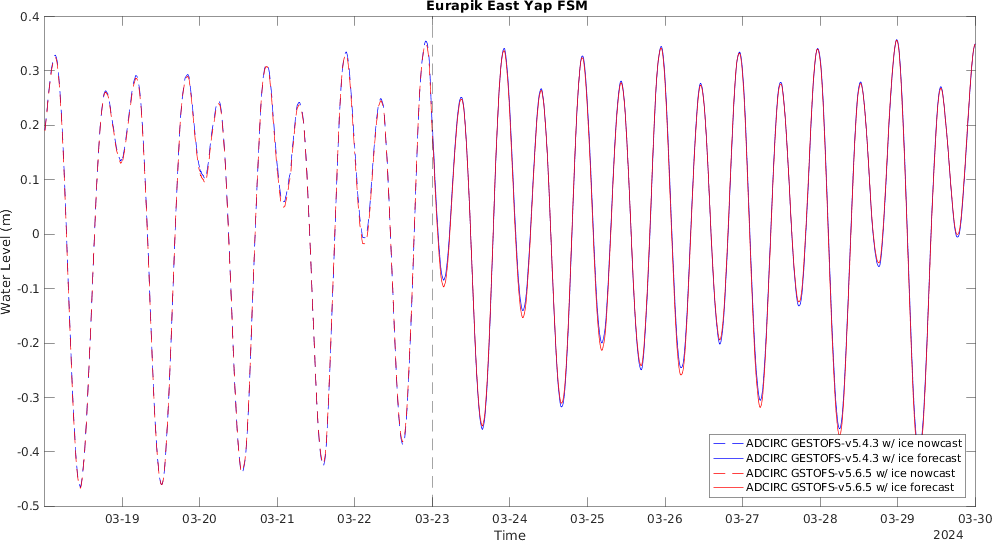 Eurapik East Yap FSM
0.4
0.3
0.2
0.1
0
-0.1
-0.2
-0.3
-0.4
-0.5
Water Level (m)
ADCIRC GESTOFS-v5.4.3 w/ ice nowcast
ADCIRC GESTOFS-v5.4.3 w/ ice forecast
ADCIRC GSTOFS-v5.6.5 w/ ice nowcast
ADCIRC GSTOFS-v5.6.5 w/ ice forecast
03-19 03-20 03-21 03-22 03-23 03-24 03-25 03-26 03-27 03-28 03-29 03-30
Time
2024